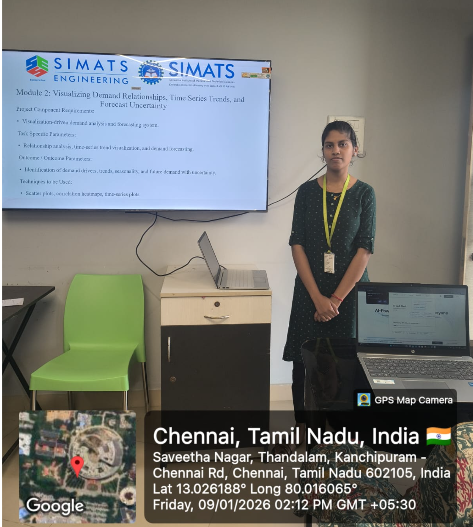 SIMATS
ENGINEERING
SIMATS
Module 2: Visualizing Demand Relationships, Time Series Trends, and
Forecast Uncertainty
Project Component Requirements:
• Visualization-driven demand analysis and forecasting system.
Task Specific Parameters:
• Relationship analysis, time-series trend visualization, and demand forecasting.
Outcome / Output Parameters:
• Identification of demand drivers, trends, seasonality, and future demand with uncertainty.
Techniques to be Used:
• Scatter plots, correlation heatmaps, time-series plots
GPS Map Camera
Chennai, Tamil Nadu, India
Saveetha Nagar, Thandalam, Kanchipuram -
Chennai Rd, Chennai, Tamil Nadu 602105, India
Lat 13.026188° Long 80.016065°
Friday, 09/01/2026 02:12 PM GMT +05:30
Google